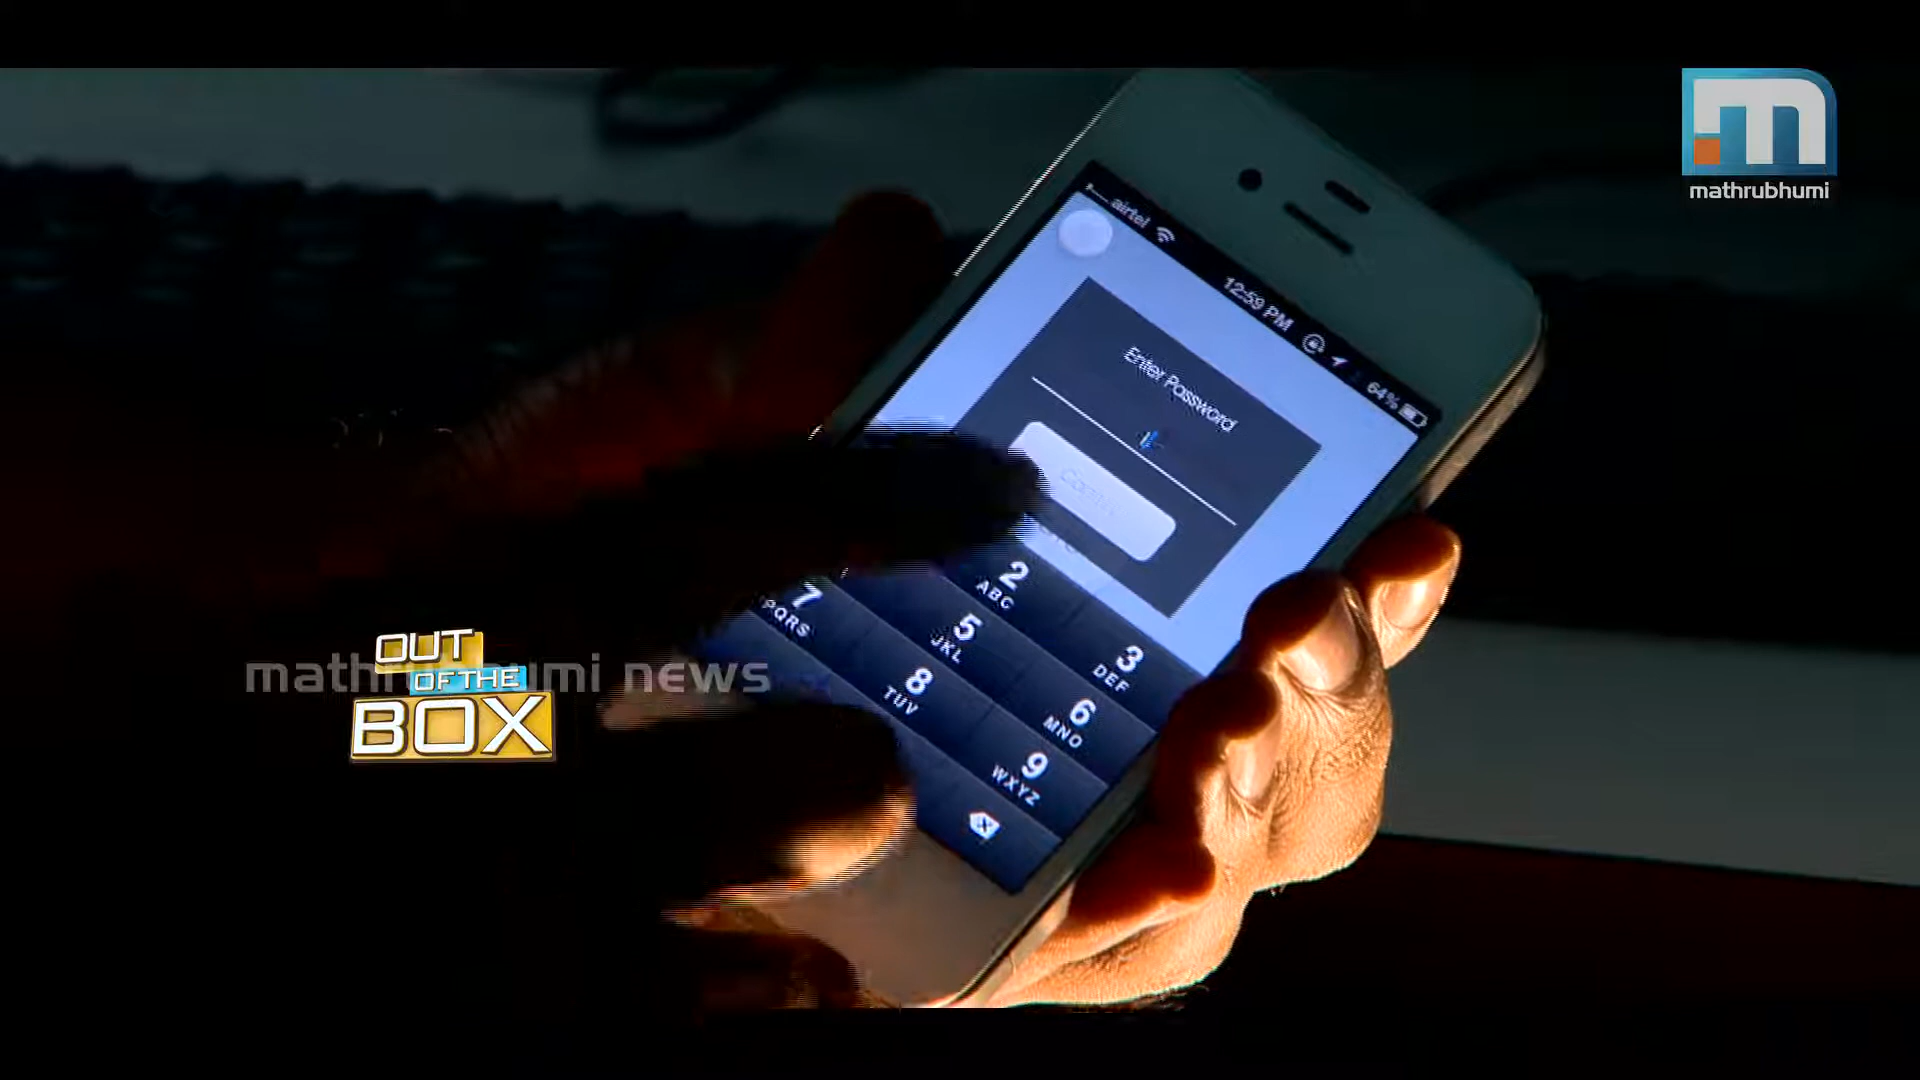 mathrubhumi
airtel
12:59 PM
64%
Enter Password
2
ABC
3
DEF
5
JKL
6
MNO
7
PQRS
8
TUV
9
WXYZ
OUT
OF THE
BOX
mathrubhumi news